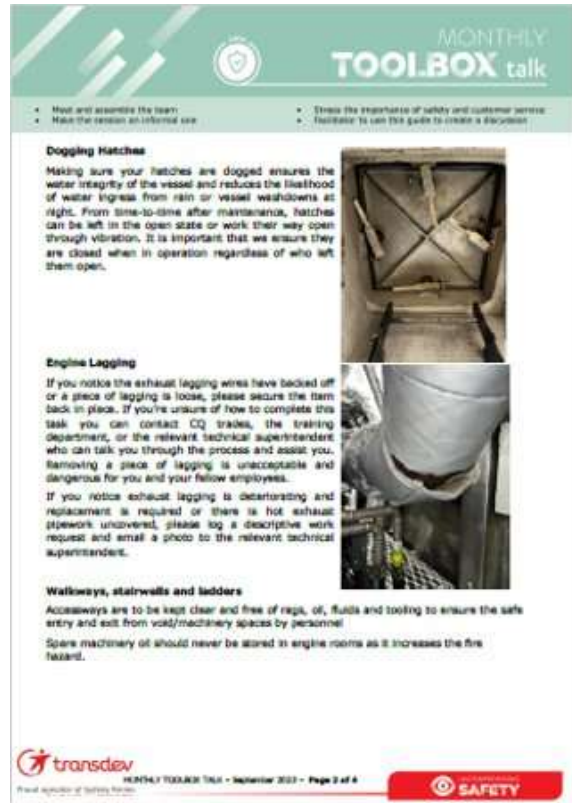 MONTHLY
TOOLBOX talk
• Meet and assemble the team
• Make the session an informal one
• Stress the importance of safety and customer service
• Facilitator to use this guide to create a discussion
Dogging Hatches
Making sure your hatches are dogged ensures the
water integrity of the vessel and reduces the likelihood
of water ingress from rain or vessel washdowns at
night. From time-to-time after maintenance, hatches
can be left in the open state or work their way open
through vibration. It is important that we ensure they
are closed when in operation regardless of who left
them open.
Engine Lagging
If you notice the exhaust lagging wires have backed off
or a piece of lagging is loose, please secure the item
back in place. If you're unsure of how to complete this
task you can contact CQ trades, the training
department, or the relevant technical superintendent
who can talk you through the process and assist you.
Removing a piece of lagging is unacceptable and
dangerous for you and your fellow employees.
If you notice exhaust lagging is deteriorating and
replacement is required or there is hot exhaust
pipework uncovered, please log a descriptive work
request and email a photo to the relevant technical
superintendent.
Walkways, stairwells and ladders
Accessways are to be kept clear and free of rags, oil, fluids and tooling to ensure the safe
entry and exit from void/machinery spaces by personnel
Spare machinery oil should never be stored in engine rooms as it increases the fire
hazard.
transdev
Proud operator of Sydney Ferries
MONTHLY TOOLBOX TALK – September 2023 – Page 2 of 4
SAFETY